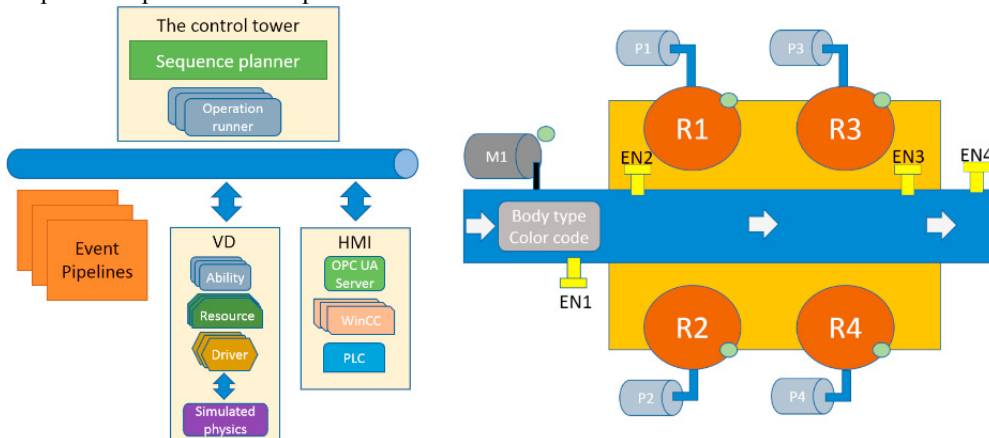 The control tower
Sequence planner
Operation
runner
Event
Pipelines
VD
Ability
Resource
Driver
Simulated
physics
HMI
OPC UA
Server
WinCC
PLC
P1
P3
R1
R3
M1
EN2
EN3
EN4
Body type
Color code
EN1
R2
R4
P2
P4